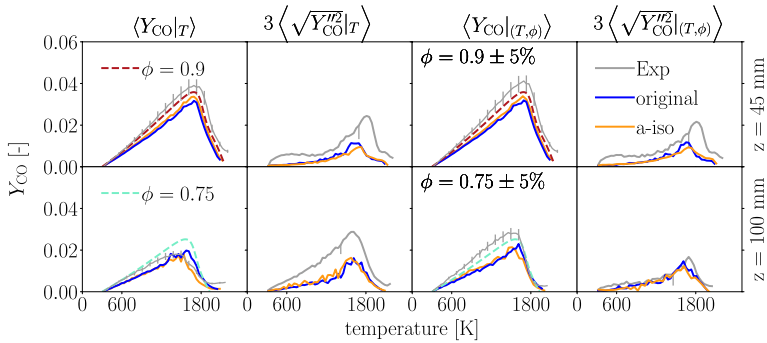 ⟨Y_CO|_T⟩ 3⟨√(Y''²_CO)|_T⟩ ⟨Y_CO|_(T,ϕ)⟩ 3⟨√(Y''²_CO)|_(T,ϕ)⟩
0.06
0.04
0.02
0.00
ϕ = 0.9
ϕ = 0.9 ± 5%
Exp
original
a-iso
z = 45 mm
Y_CO [-]
0.04
0.02
0.00
ϕ = 0.75
ϕ = 0.75 ± 5%
z = 100 mm
0 600 1800 0 600 1800 0 600 1800 0 600 1800
temperature [K]